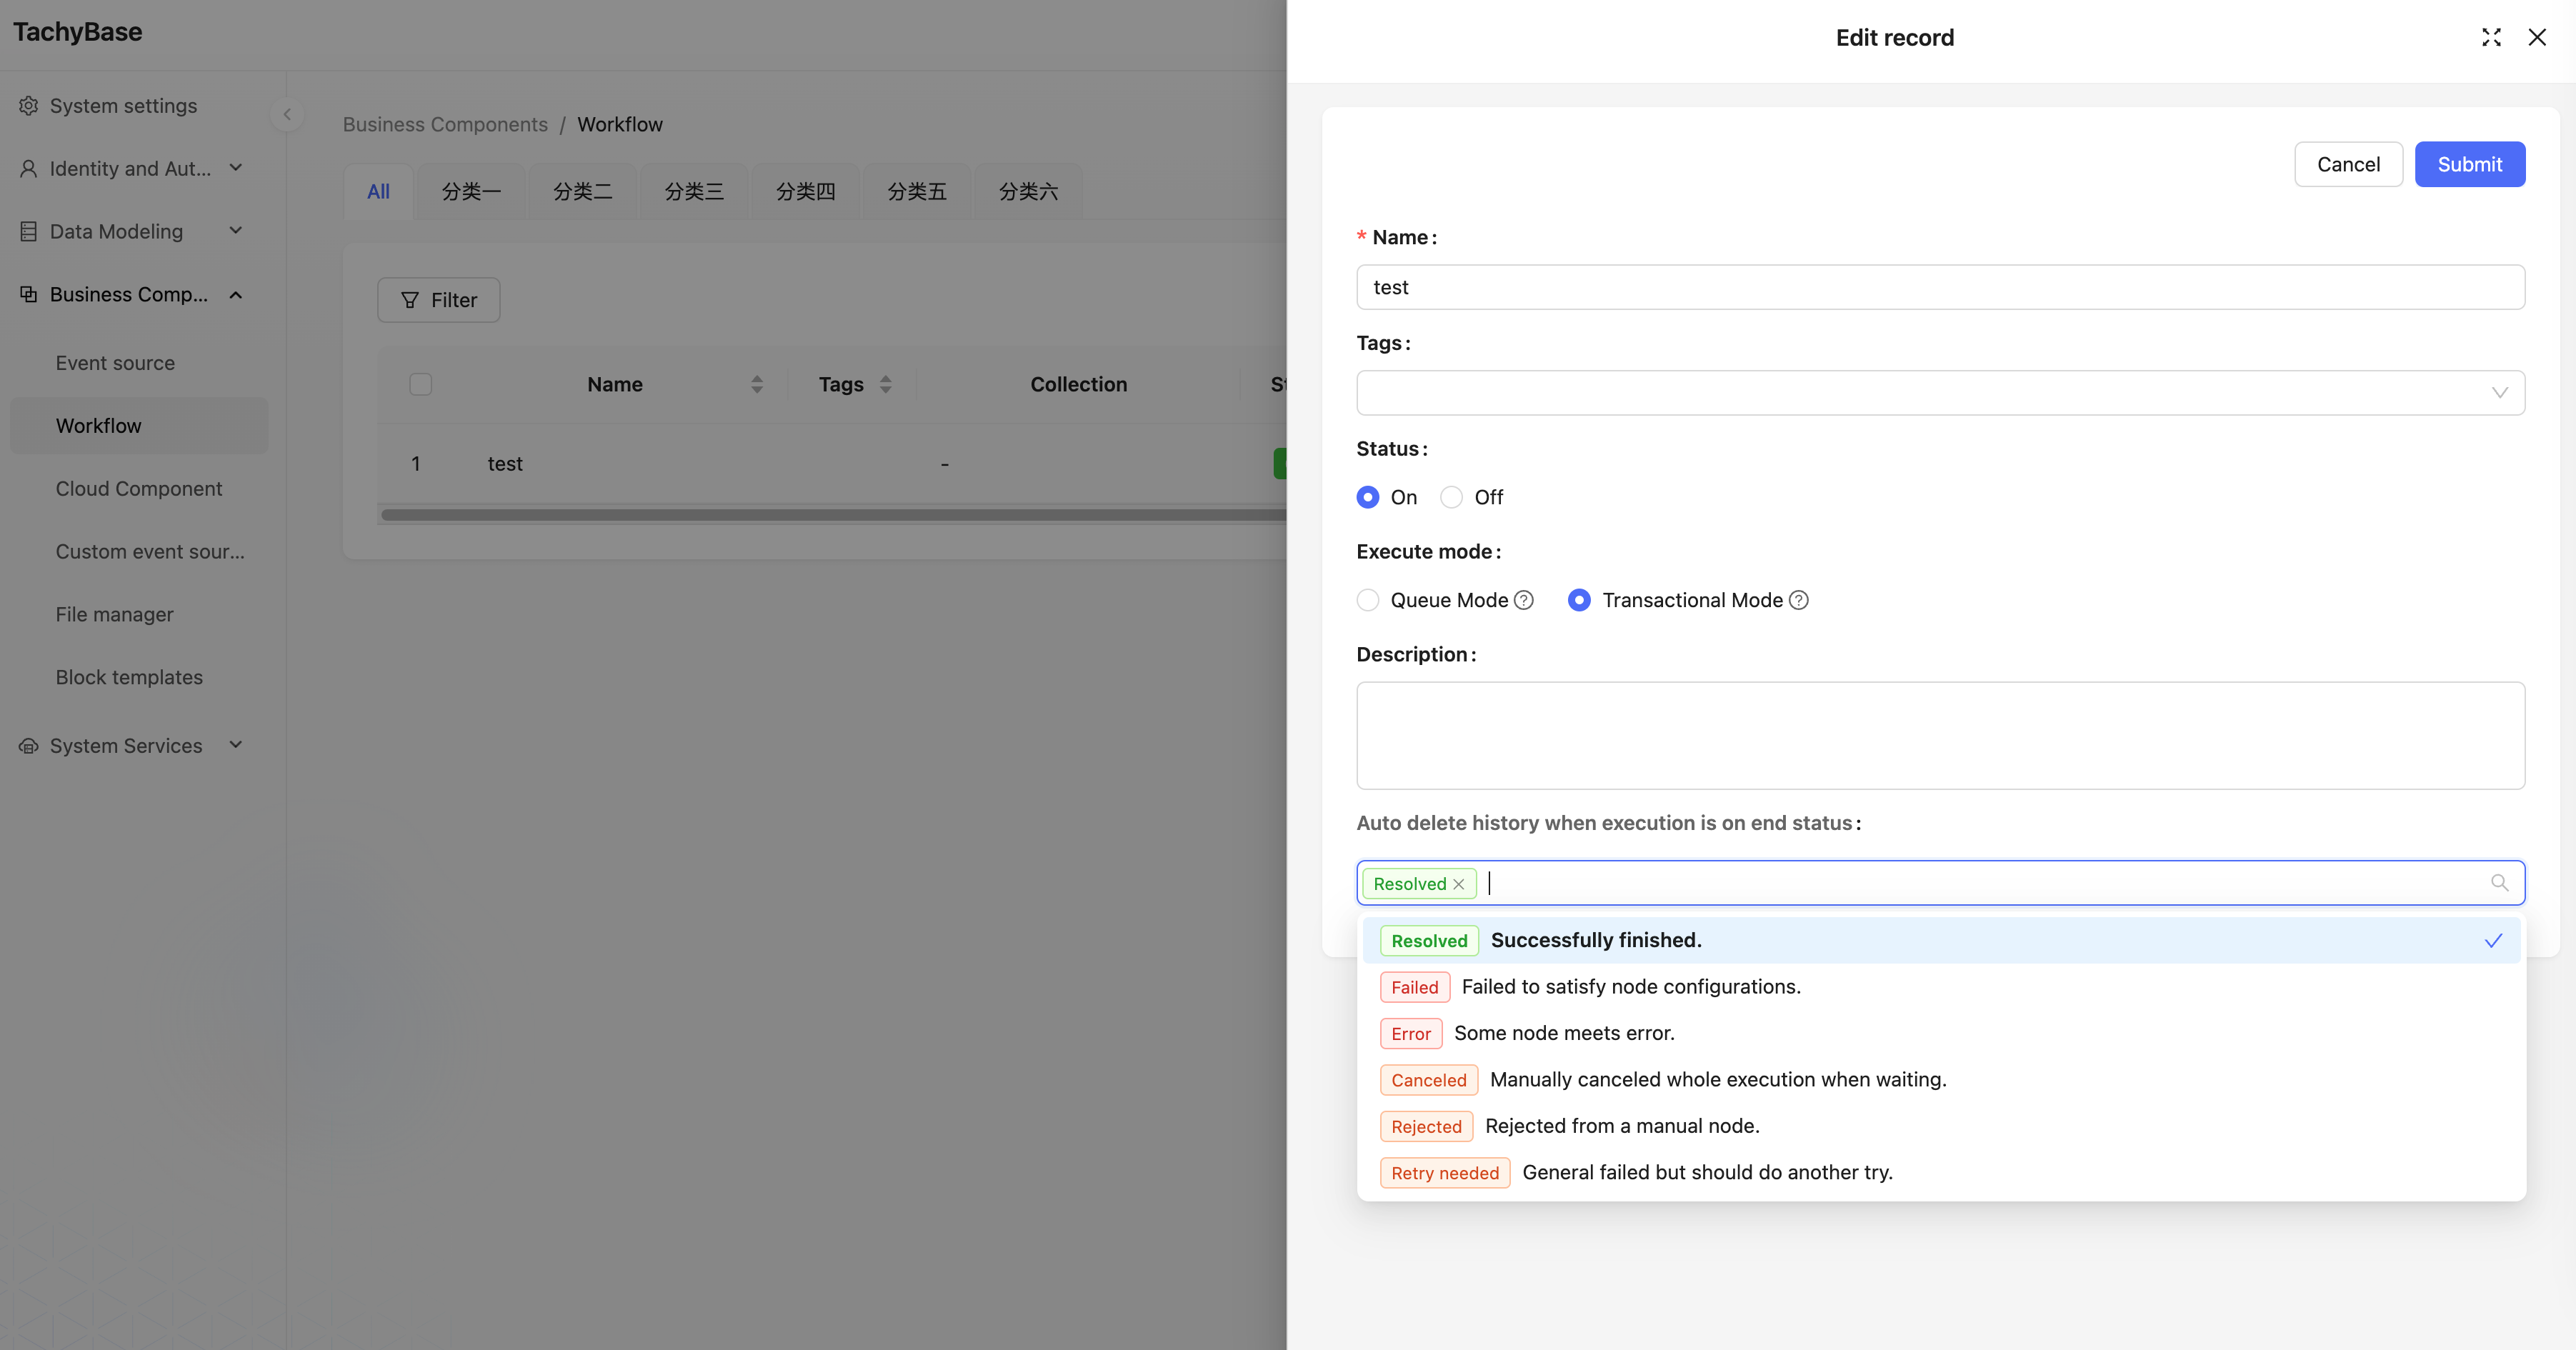 TachyBase
System settings
Identity and Aut...
Data Modeling
Business Comp...
Event source
Workflow
Cloud Component
Custom event sour...
File manager
Block templates
System Services
Business Components / Workflow
All 分类一 分类二 分类三 分类四 分类五 分类六
Filter
Name Tags Collection
1 test -
Edit record
Cancel Submit
* Name :
test
Tags :
Status :
On Off
Execute mode :
Queue Mode Transactional Mode
Description :
Auto delete history when execution is on end status :
Resolved
Resolved Successfully finished.
Failed Failed to satisfy node configurations.
Error Some node meets error.
Canceled Manually canceled whole execution when waiting.
Rejected Rejected from a manual node.
Retry needed General failed but should do another try.